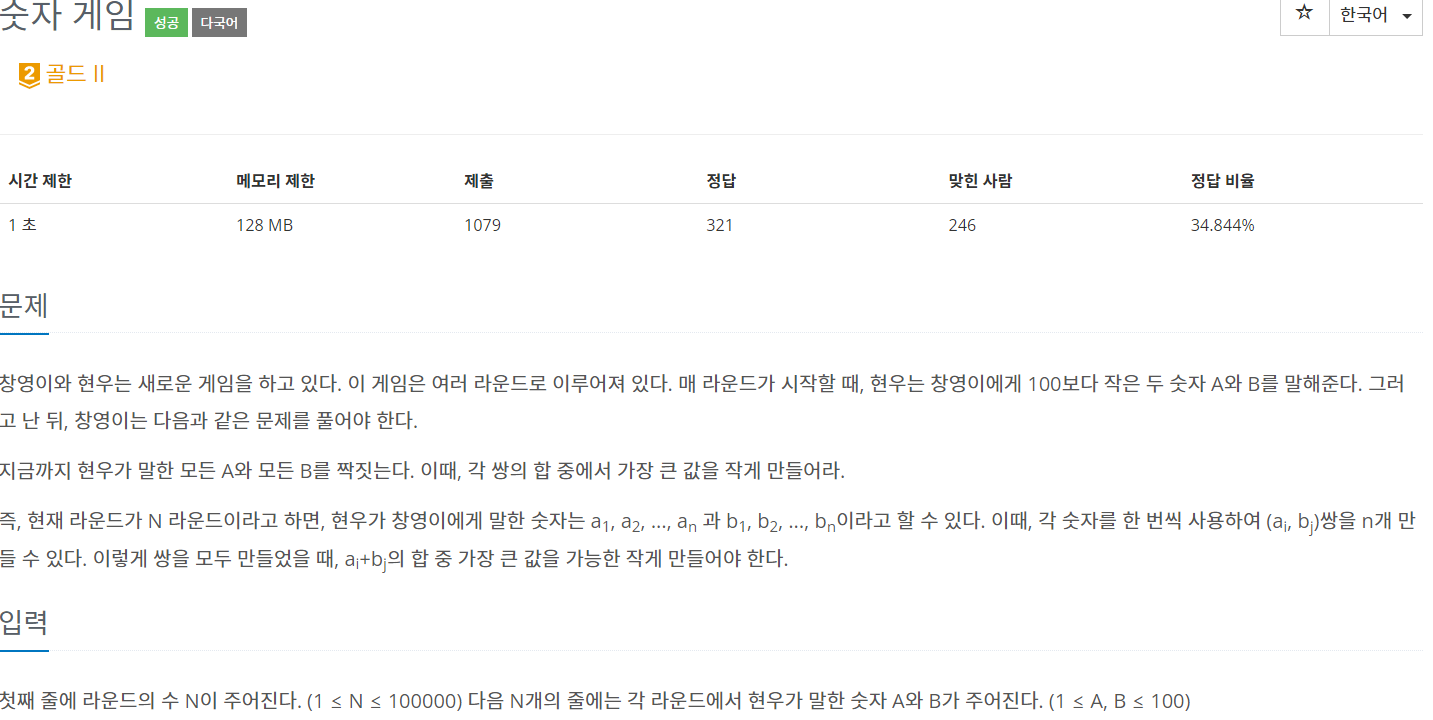 숫자 게임 성공 다국어
☆ 한국어
2 골드 II
시간 제한 메모리 제한 제출 정답 맞힌 사람 정답 비율
1 초 128 MB 1079 321 246 34.844%
문제
창영이와 현우는 새로운 게임을 하고 있다. 이 게임은 여러 라운드로 이루어져 있다. 매 라운드가 시작할 때, 현우는 창영이에게 100보다 작은 두 숫자 A와 B를 말해준다. 그러
고 난 뒤, 창영이는 다음과 같은 문제를 풀어야 한다.
지금까지 현우가 말한 모든 A와 모든 B를 짝짓는다. 이때, 각 쌍의 합 중에서 가장 큰 값을 작게 만들어라.
즉, 현재 라운드가 N 라운드이라고 하면, 현우가 창영이에게 말한 숫자는 a1, a2, ..., an 과 b1, b2, ..., bn이라고 할 수 있다. 이때, 각 숫자를 한 번씩 사용하여 (ai, bj)쌍을 n개 만
들 수 있다. 이렇게 쌍을 모두 만들었을 때, ai+bj의 합 중 가장 큰 값을 가능한 작게 만들어야 한다.
입력
첫째 줄에 라운드의 수 N이 주어진다. (1 ≤ N ≤ 100000) 다음 N개의 줄에는 각 라운드에서 현우가 말한 숫자 A와 B가 주어진다. (1 ≤ A, B ≤ 100)